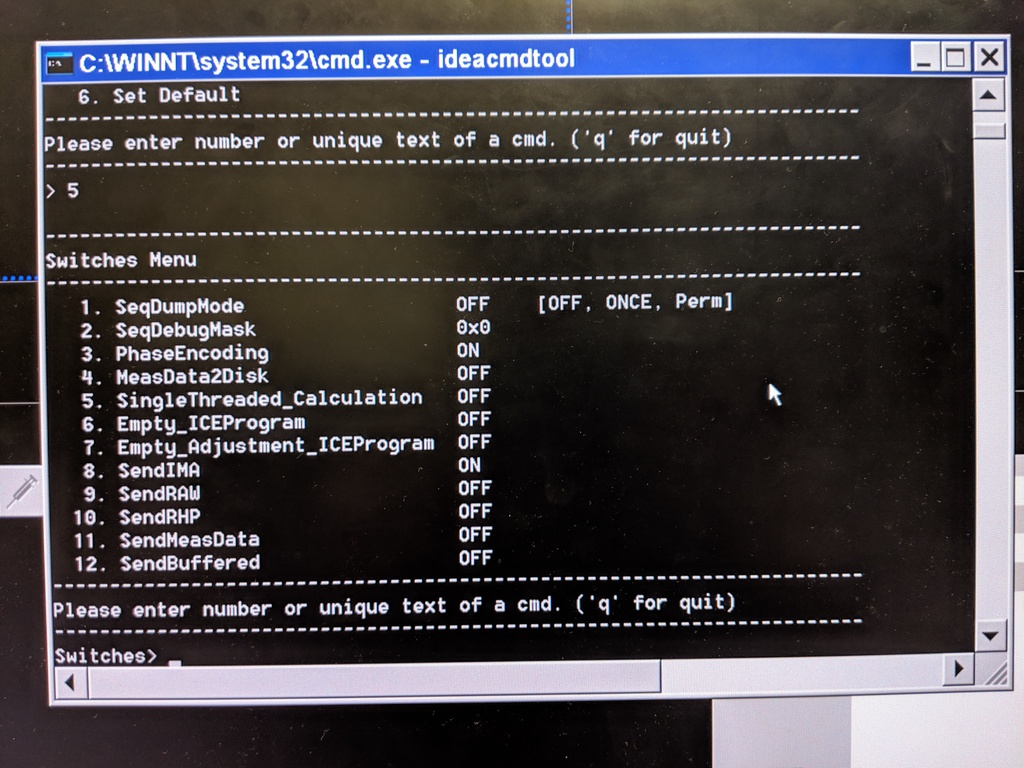 C:\WINNT\system32\cmd.exe - ideacmdtool
6. Set Default
--------------------------------------------------------------------------------
Please enter number or unique text of a cmd. ('q' for quit)
--------------------------------------------------------------------------------
> 5
--------------------------------------------------------------------------------
Switches Menu
--------------------------------------------------------------------------------
1. SeqDumpMode OFF [OFF, ONCE, Perm]
2. SeqDebugMask 0x0
3. PhaseEncoding ON
4. MeasData2Disk OFF
5. SingleThreaded_Calculation OFF
6. Empty_ICEProgram OFF
7. Empty_Adjustment_ICEProgram OFF
8. SendIMA ON
9. SendRAW OFF
10. SendRHP OFF
11. SendMeasData OFF
12. SendBuffered OFF
--------------------------------------------------------------------------------
Please enter number or unique text of a cmd. ('q' for quit)
--------------------------------------------------------------------------------
Switches> _